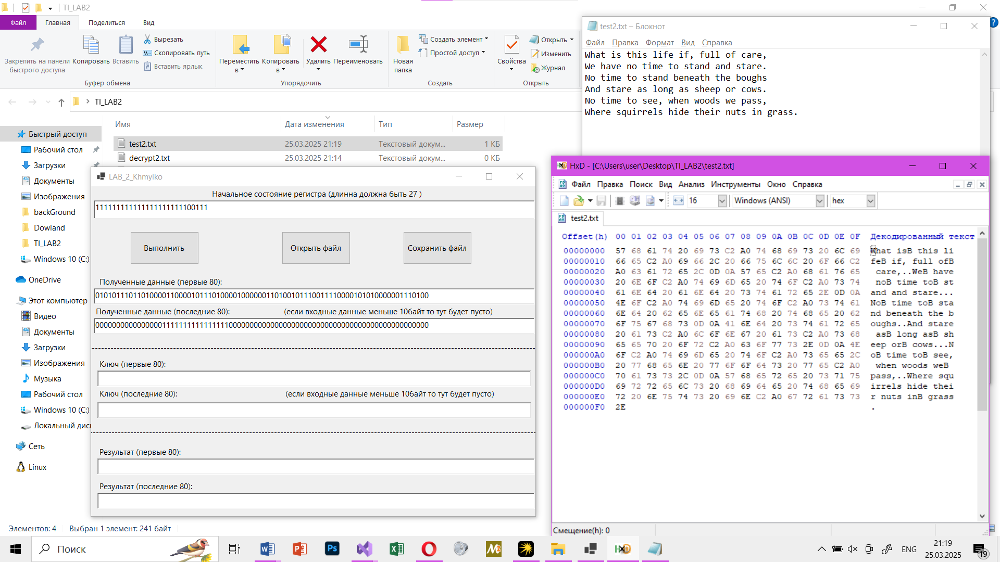 TI_LAB2
Файл
Главная
Поделиться
Вид
Закрепить на панели быстрого доступа
Копировать
Вставить
Вырезать
Скопировать путь
Вставить ярлык
Буфер обмена
Переместить в
Копировать в
Удалить
Переименовать
Упорядочить
Новая папка
Создать элемент
Простой доступ
Создать
Свойства
Открыть
Изменить
Журнал
Открыть
TI_LAB2
Имя
Дата изменения
Тип
Размер
test2.txt 25.03.2025 21:19 Текстовый докум... 1 КБ
decrypt2.txt 25.03.2025 21:14 Текстовый докум... 0 КБ
Быстрый доступ
Рабочий стол
Загрузки
Документы
Изображения
backGround
Dowland
TI_LAB2
Windows 10 (C:)
OneDrive
Этот компьютер
Видео
Документы
Загрузки
Изображения
Музыка
Рабочий стол
Windows 10 (C:)
Локальный дис
Сеть
Linux
Элементов: 4 Выбран 1 элемент: 241 байт
LAB_2_Khmylko
Начальное состояние регистра (длинна должна быть 27 )
Выполнить
Открыть файл
Сохранить файл
Полученные данные (первые 80):
01010111011010000110000101110100001000000110100101110011110000101010000001110100
Полученные данные (последние 80): (если входные данные меньше 10байт то тут будет пусто)
Ключ (первые 80):
Ключ (последние 80): (если входные данные меньше 10байт то тут будет пусто)
Результат (первые 80):
Результат (последние 80):
test2.txt – Блокнот
Файл Правка Формат Вид Справка
What is this life if, full of care,
We have no time to stand and stare.
No time to stand beneath the boughs
And stare as long as sheep or cows.
No time to see, when woods we pass,
Where squirrels hide their nuts in grass.
HxD - [C:\Users\user\Desktop\TI_LAB2\test2.txt]
Файл Правка Поиск Вид Анализ Инструменты Окно Справка
16 Windows (ANSI) hex
test2.txt
Offset(h) 00 01 02 03 04 05 06 07 08 09 0A 0B 0C 0D 0E 0F Декодированный текст
00000000 57 68 61 74 20 69 73 C2 A0 74 68 69 73 20 6C 69 What isВ this li
00000010 66 65 C2 A0 69 66 2C 20 66 75 6C 6C 20 6F 66 C2 feВ if, full ofВ
00000020 A0 63 61 72 65 2C 0D 0A 57 65 C2 A0 68 61 76 65 care,..WeВ have
00000030 20 6E 6F C2 A0 74 69 6D 65 20 74 6F C2 A0 73 74 noВ time toВ st
00000040 61 6E 64 20 61 6E 64 20 73 74 61 72 65 2E 0D 0A and and stare...
00000050 4E 6F C2 A0 74 69 6D 65 20 74 6F C2 A0 73 74 61 NoВ time toВ sta
00000060 6E 64 20 62 65 6E 65 61 74 68 20 74 68 65 20 62 nd beneath the b
00000070 6F 75 67 68 73 0D 0A 41 6E 64 20 73 74 61 72 65 oughs..And stare
00000080 20 61 73 C2 A0 6C 6F 6E 67 20 61 73 C2 A0 73 68 asВ long asВ sh
00000090 65 65 70 20 6F 72 C2 A0 63 6F 77 73 2E 0D 0A 4E eep orВ cows...N
000000A0 6F C2 A0 74 69 6D 65 20 74 6F C2 A0 73 65 65 2C oВ time toВ see,
000000B0 20 77 68 65 6E 20 77 6F 6F 64 73 20 77 65 C2 A0 when woods weВ
000000C0 70 61 73 73 2C 0D 0A 57 68 65 72 65 20 73 71 75 pass,..Where squ
000000D0 69 72 72 65 6C 73 20 68 69 64 65 20 74 68 65 69 irrels hide thei
000000E0 72 20 6E 75 74 73 20 69 6E C2 A0 67 72 61 73 73 r nuts inВ grass
000000F0 2E .
Смещение(h): 0
Поиск
ENG
21:19
25.03.2025
19